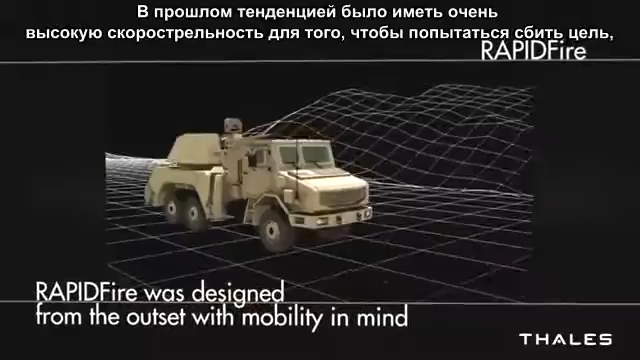 В прошлом тенденцией было иметь очень
высокую скорострельность для того, чтобы попытаться сбить цель,
RAPIDFire
RAPIDFire was designed
from the outset with mobility in mind
THALES